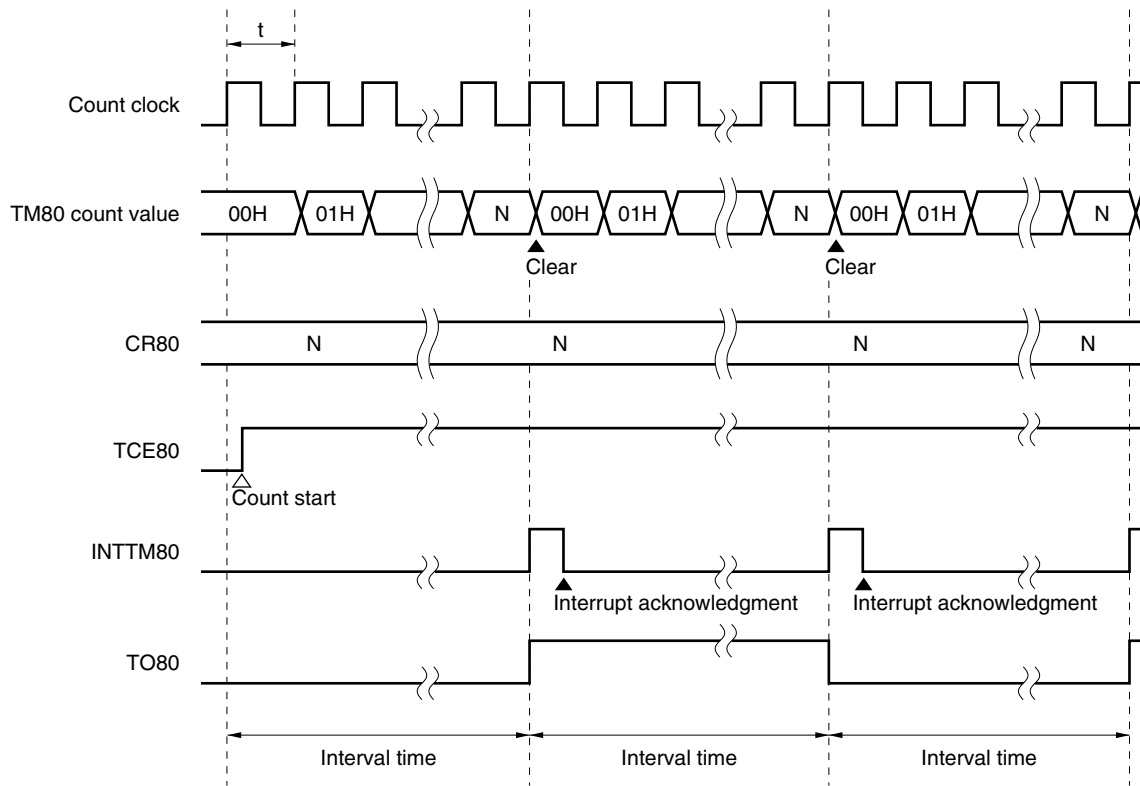 t
Count clock
TM80 count value 00H 01H N 00H 01H N 00H 01H N
Clear Clear
CR80 N N N N
TCE80
Count start
INTTM80
Interrupt acknowledgment Interrupt acknowledgment
TO80
Interval time Interval time Interval time